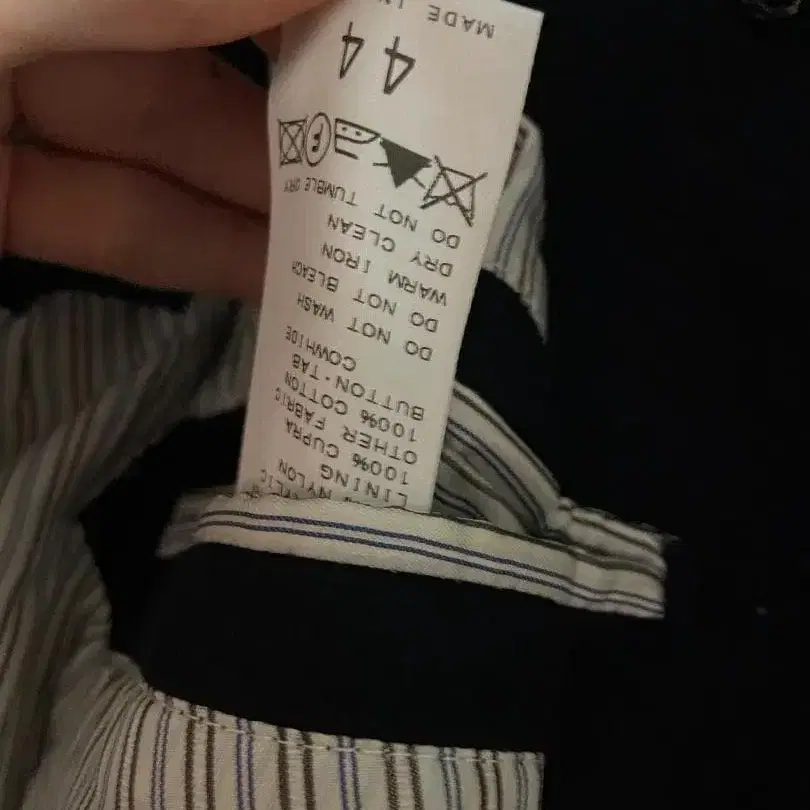 NYLON
LINING
100% CUPRA
OTHER FABRIC
100% COTTON
BUTTON·TAB
COWHIDE
DO NOT WASH
DO NOT BLEACH
WARM IRON
DRY CLEAN
DO NOT TUMBLE DRY
F
44
MADE IN